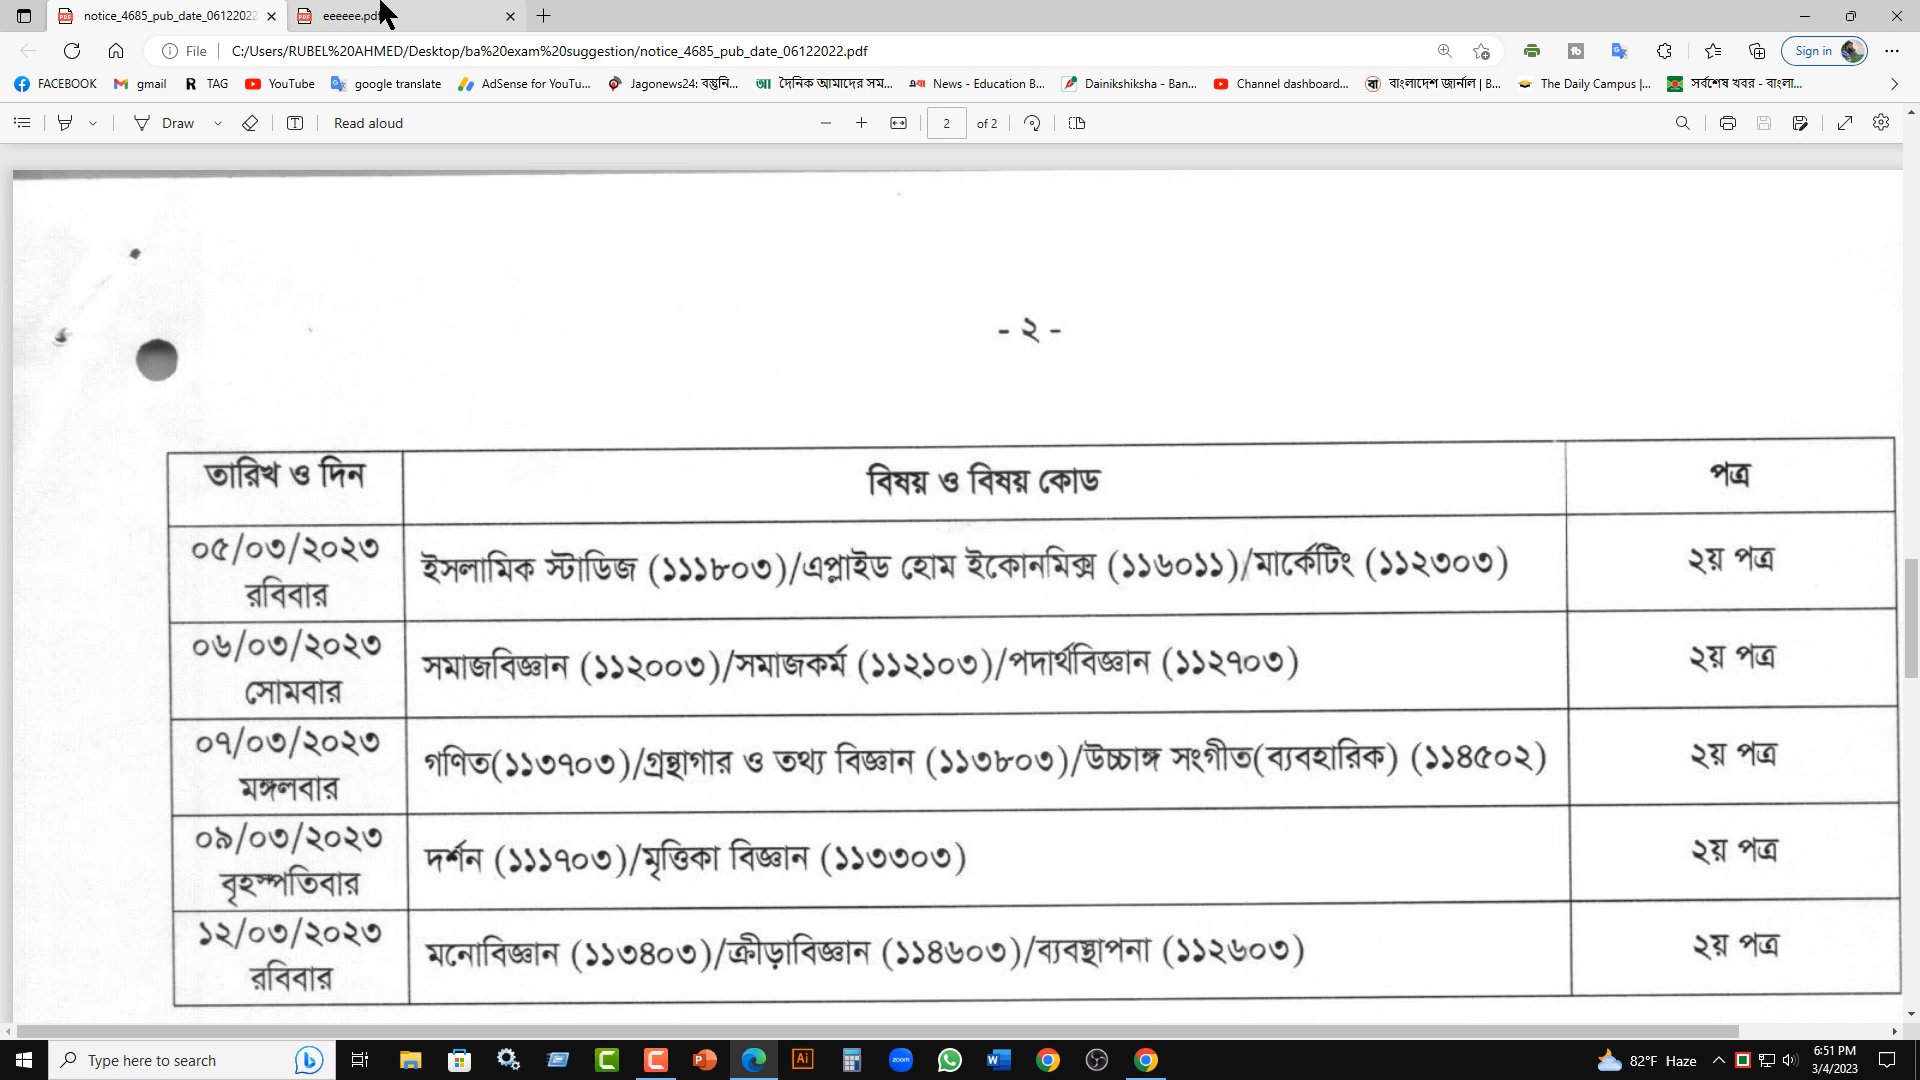 notice_4685_pub_date_06122022
eeeeee.pdf
File
C:/Users/RUBEL%20AHMED/Desktop/ba%20exam%20suggestion/notice_4685_pub_date_06122022.pdf
Sign in
FACEBOOK
gmail
TAG
YouTube
google translate
AdSense for YouTu...
Jagonews24: বস্তুনি...
দৈনিক আমাদের সম...
News - Education B...
Dainikshiksha - Ban...
Channel dashboard...
বাংলাদেশ জার্নাল | B...
The Daily Campus |...
সর্বশেষ খবর - বাংলা...
Draw
Read aloud
2 of 2
- ২ -
তারিখ ও দিন
বিষয় ও বিষয় কোড
পত্র
০৫/০৩/২০২৩
রবিবার
ইসলামিক স্টাডিজ (১১১৮০৩)/এপ্লাইড হোম ইকোনমিক্স (১১৬০১১)/মার্কেটিং (১১২৩০৩)
২য় পত্র
০৬/০৩/২০২৩
সোমবার
সমাজবিজ্ঞান (১১২০০৩)/সমাজকর্ম (১১২১০৩)/পদার্থবিজ্ঞান (১১২৭০৩)
২য় পত্র
০৭/০৩/২০২৩
মঙ্গলবার
গণিত(১১৩৭০৩)/গ্রন্থাগার ও তথ্য বিজ্ঞান (১১৩৮০৩)/উচ্চাঙ্গ সংগীত(ব্যবহারিক) (১১৪৫০২)
২য় পত্র
০৯/০৩/২০২৩
বৃহস্পতিবার
দর্শন (১১১৭০৩)/মৃত্তিকা বিজ্ঞান (১১৩৩০৩)
২য় পত্র
১২/০৩/২০২৩
রবিবার
মনোবিজ্ঞান (১১৩৪০৩)/ক্রীড়াবিজ্ঞান (১১৪৬০৩)/ব্যবস্থাপনা (১১২৬০৩)
২য় পত্র
Type here to search
82°F Haze
6:51 PM
3/4/2023